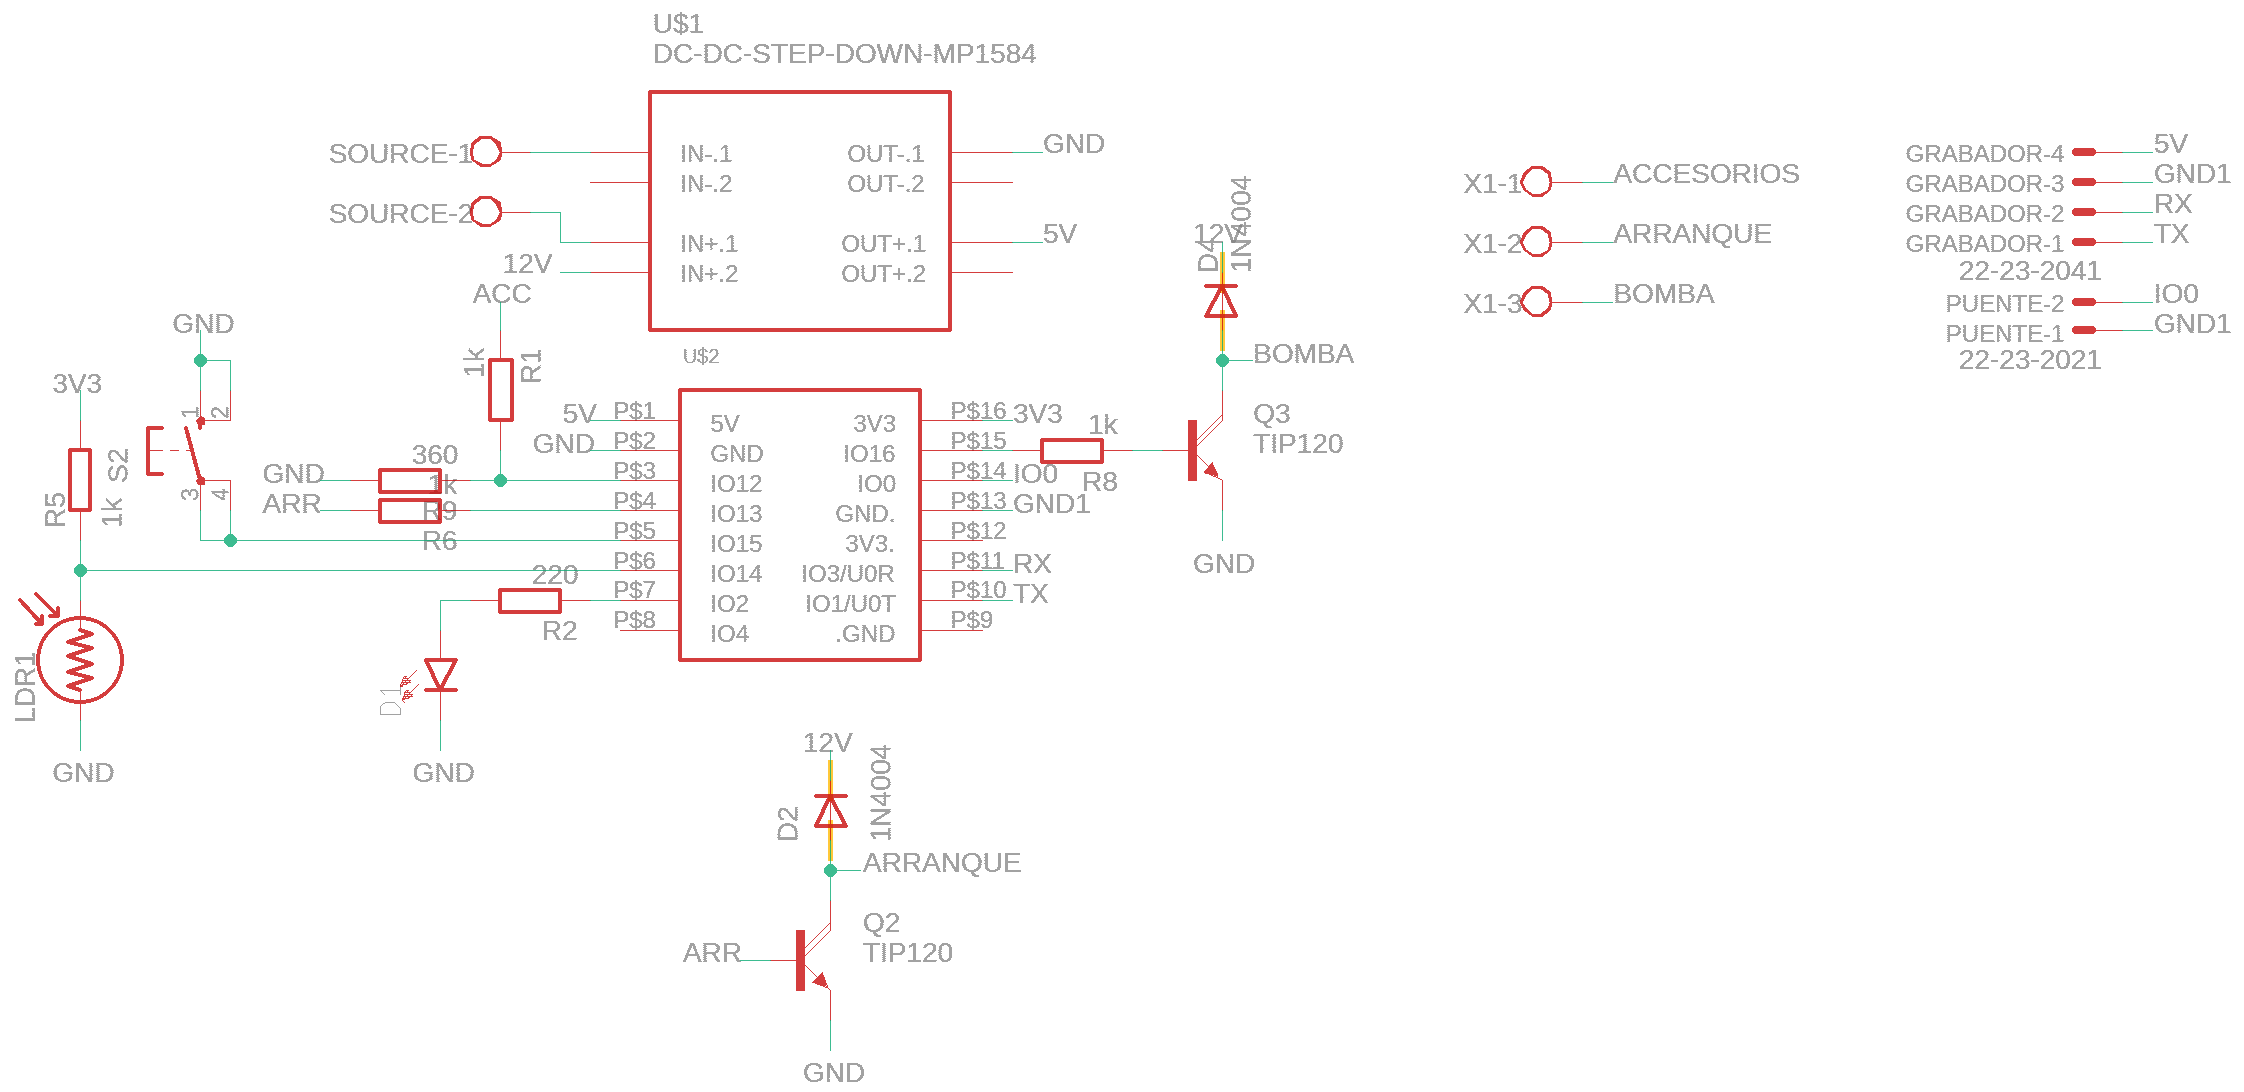 U$1
DC-DC-STEP-DOWN-MP1584
SOURCE-1
IN-.1
OUT-.1
GND
IN-.2
OUT-.2
SOURCE-2
IN+.1
OUT+.1
5V
12V
IN+.2
OUT+.2
ACC
1k
R1
U$2
GND
1
2
3
4
S2
3V3
R5
1k
LDR1
GND
GND
360
R9
ARR
1k
R6
220
R2
D1
GND
5V
P$1
5V
GND
P$2
GND
P$3
IO12
P$4
IO13
P$5
IO15
P$6
IO14
P$7
IO2
P$8
IO4
3V3
P$16
3V3
IO16
P$15
IO0
P$14
IO0
GND.
P$13
GND1
3V3.
P$12
IO3/U0R
P$11
RX
IO1/U0T
P$10
TX
.GND
P$9
1k
R8
12V
D4
1N4004
BOMBA
Q3
TIP120
GND
12V
D2
1N4004
ARRANQUE
Q2
TIP120
ARR
GND
X1-1
ACCESORIOS
X1-2
ARRANQUE
X1-3
BOMBA
GRABADOR-4
5V
GRABADOR-3
GND1
GRABADOR-2
RX
GRABADOR-1
TX
22-23-2041
PUENTE-2
IO0
PUENTE-1
GND1
22-23-2021